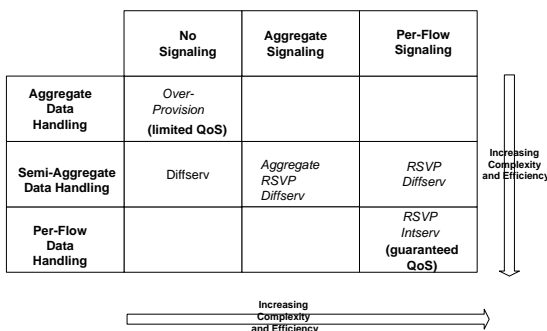 No
Signaling
Aggregate
Signaling
Per-Flow
Signaling
Aggregate
Data
Handling
Over-
Provision
(limited QoS)
Semi-Aggregate
Data Handling
Diffserv
Aggregate
RSVP
Diffserv
RSVP
Diffserv
Per-Flow
Data
Handling
RSVP
Intserv
(guaranteed
QoS)
Increasing
Complexity
and Efficiency
Increasing
Complexity
and Efficiency